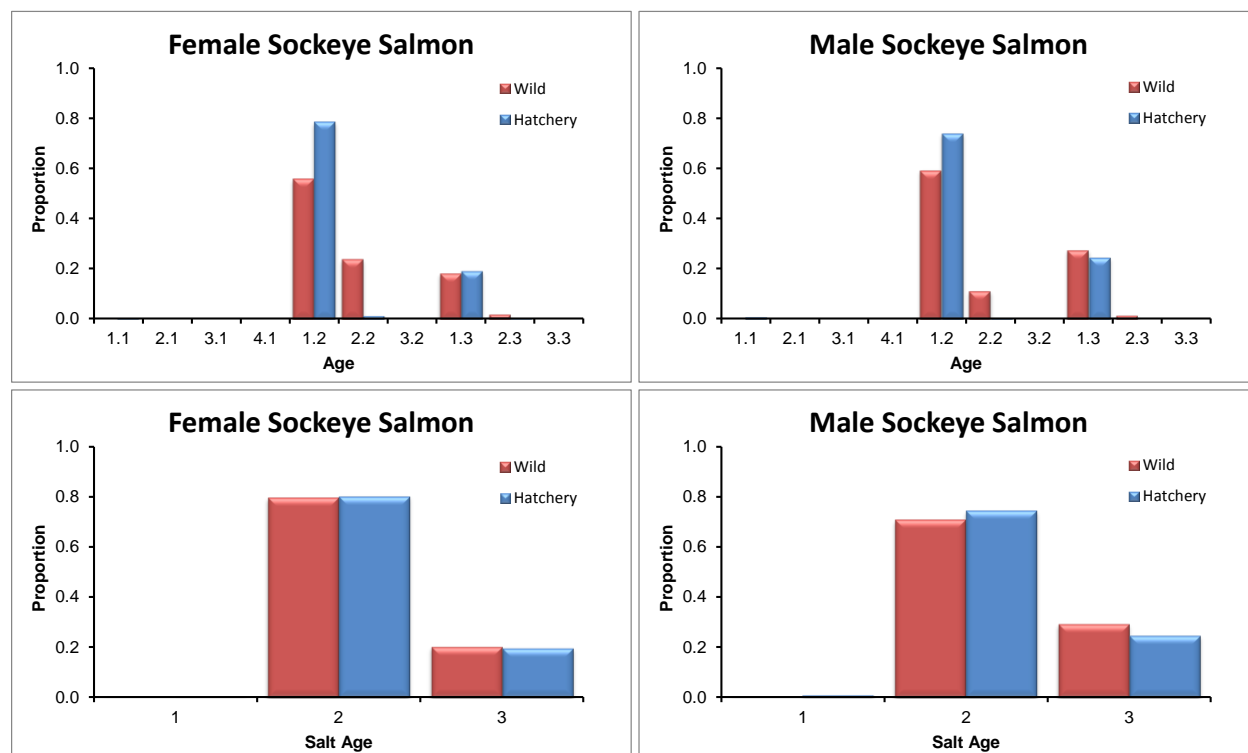 Female Sockeye Salmon
1.0
0.8
0.6
0.4
0.2
0.0
Proportion
Wild
Hatchery
1.1 2.1 3.1 4.1 1.2 2.2 3.2 1.3 2.3 3.3
Age
Male Sockeye Salmon
1.0
0.8
0.6
0.4
0.2
0.0
Proportion
Wild
Hatchery
1.1 2.1 3.1 4.1 1.2 2.2 3.2 1.3 2.3 3.3
Age
Female Sockeye Salmon
1.0
0.8
0.6
0.4
0.2
0.0
Proportion
Wild
Hatchery
1 2 3
Salt Age
Male Sockeye Salmon
1.0
0.8
0.6
0.4
0.2
0.0
Proportion
Wild
Hatchery
1 2 3
Salt Age